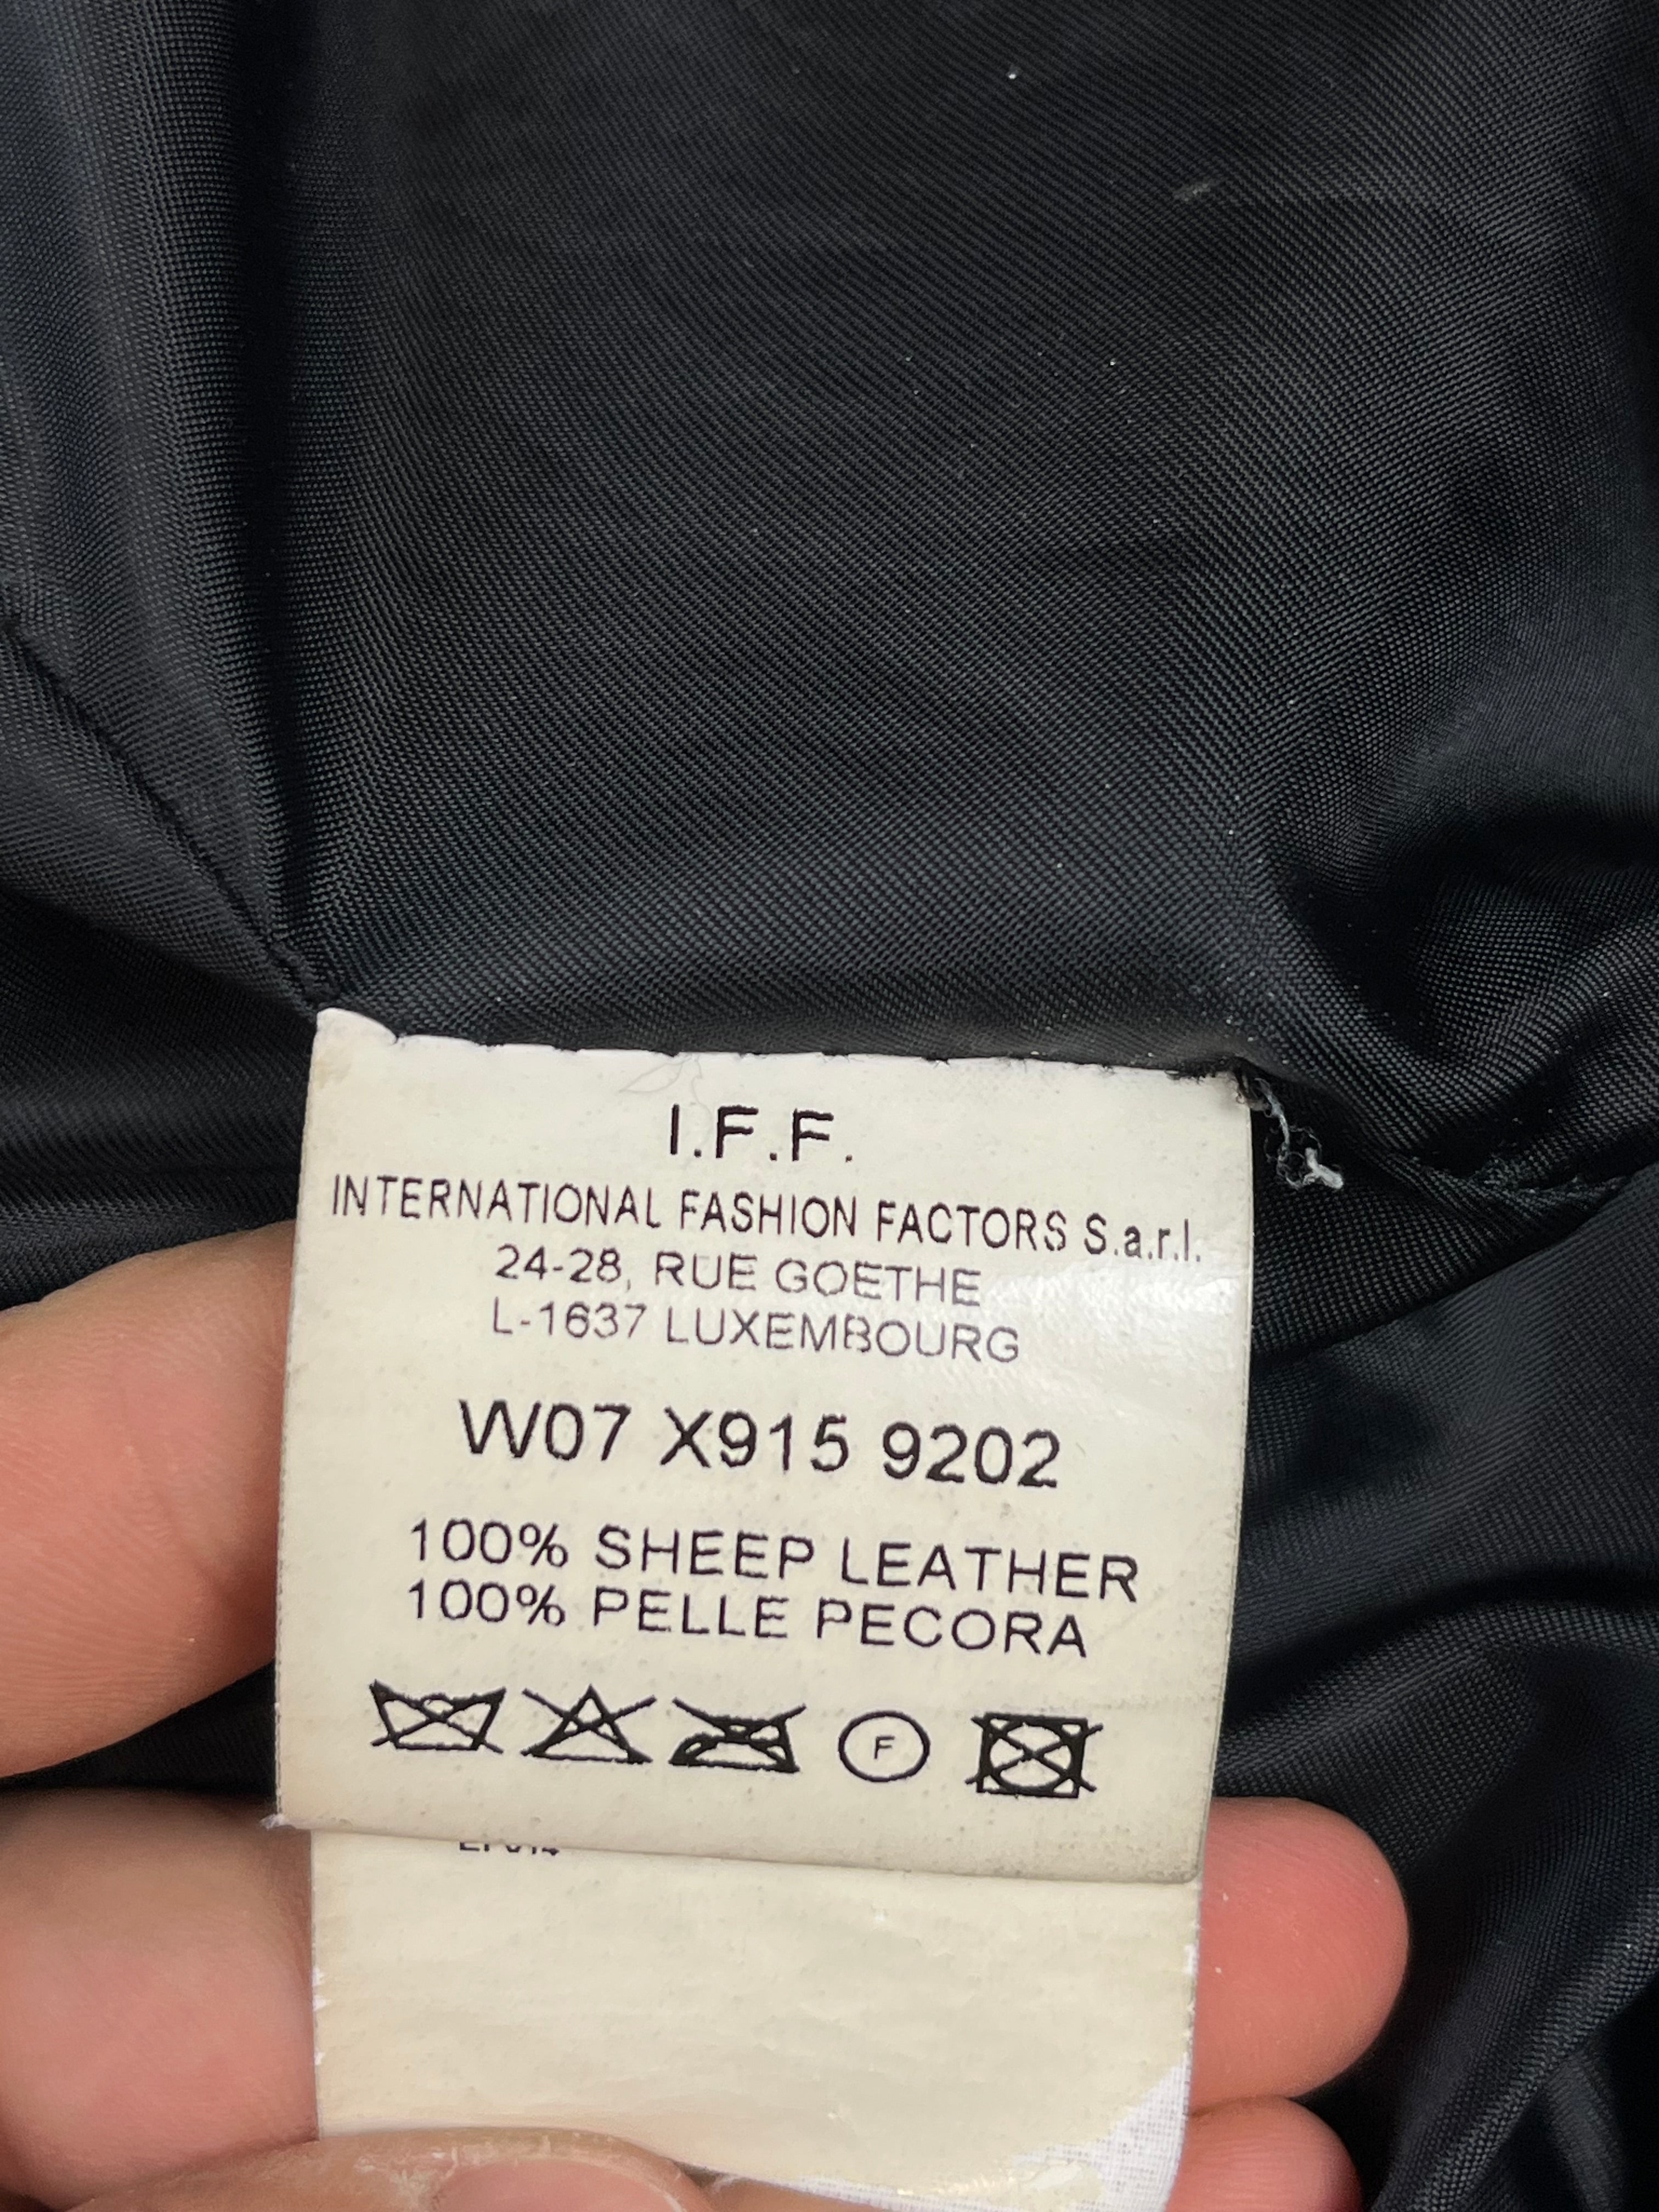 I.F.F.
INTERNATIONAL FASHION FACTORS S.a.r.l.
24-28, RUE GOETHE
L-1637 LUXEMBOURG
W07 X915 9202
100% SHEEP LEATHER
100% PELLE PECORA
F